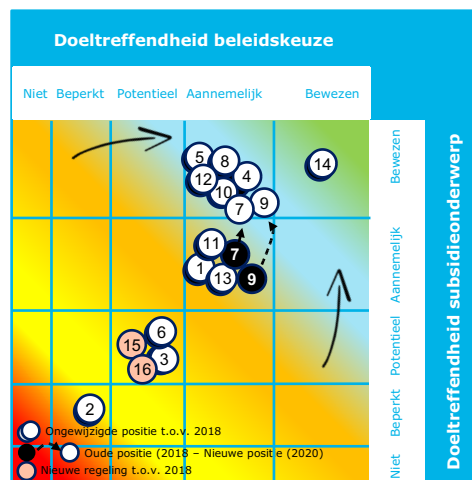 Doeltreffendheid beleidskeuze
Niet Beperkt Potentieel Aannemelijk Bewezen
5
8
14
12
4
10
7
9
11
7
1
13
9
6
15
3
16
2
Ongewijzigde positie t.o.v. 2018
Oude positie (2018 – Nieuwe positie (2020)
Nieuwe regeling t.o.v. 2018
Bewezen
Aannemelijk
Potentieel
Beperkt
Niet
Doeltreffendheid subsidieonderwerp